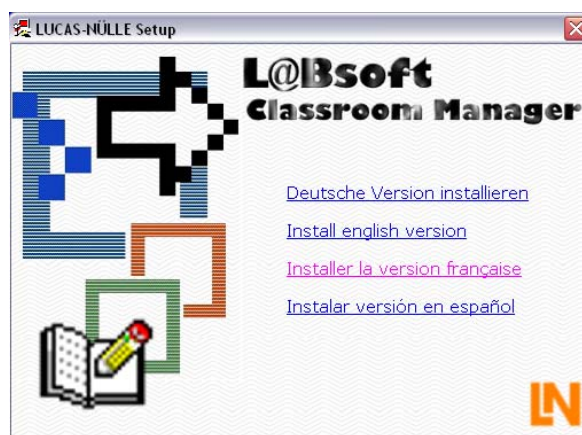 LUCAS-NÜLLE Setup
L@Bsoft
Classroom Manager
Deutsche Version installieren
Install english version
Installer la version française
Instalar versión en español
LN